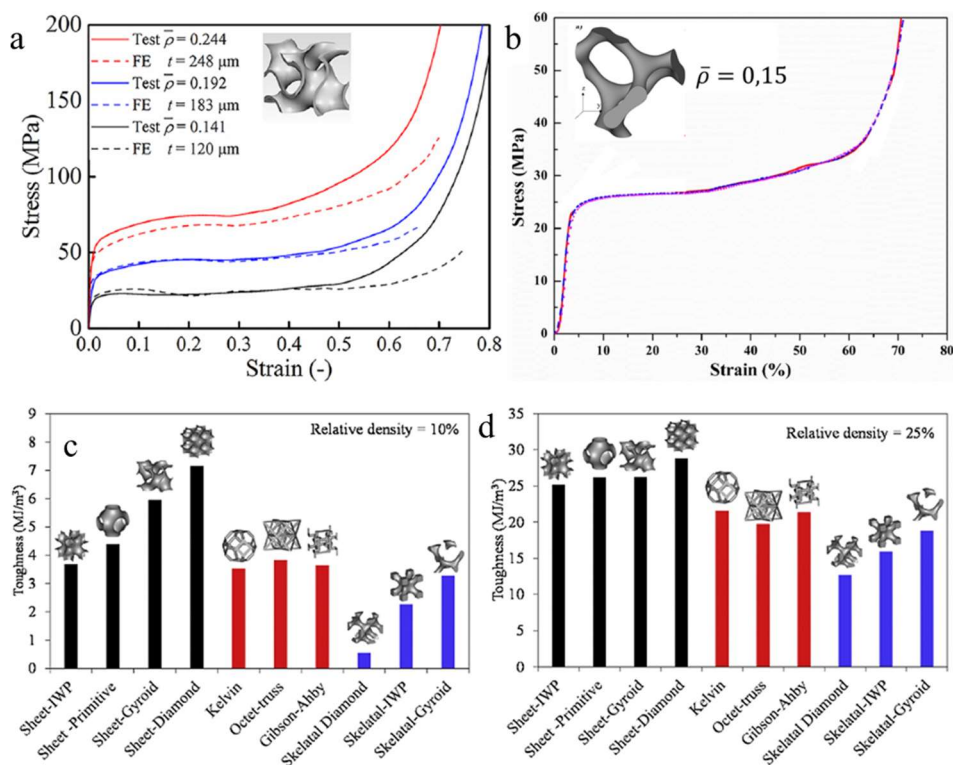 a
Test ρ̄ = 0.244
FE t = 248 μm
Test ρ̄ = 0.192
FE t = 183 μm
Test ρ̄ = 0.141
FE t = 120 μm
200
150
100
50
0
Stress (MPa)
0.0 0.1 0.2 0.3 0.4 0.5 0.6 0.7 0.8
Strain (-)
b
ρ̄ = 0,15
60
50
40
30
20
10
0
Stress (MPa)
0 10 20 30 40 50 60 70 80
Strain (%)
c
Relative density = 10%
9
8
7
6
5
4
3
2
1
0
Toughness (MJ/m³)
Sheet-IWP
Sheet -Primitive
Sheet-Gyroid
Sheet-Diamond
Kelvin
Octet-truss
Gibson-Ahby
Skelatal Diamond
Skelatal-IWP
Skelatal-Gyroid
d
Relative density = 25%
35
30
25
20
15
10
5
0
Toughness (MJ/m³)
Sheet-IWP
Sheet -Primitive
Sheet-Gyroid
Sheet-Diamond
Kelvin
Octet-truss
Gibson-Ahby
Skelatal Diamond
Skelatal-IWP
Skelatal-Gyroid